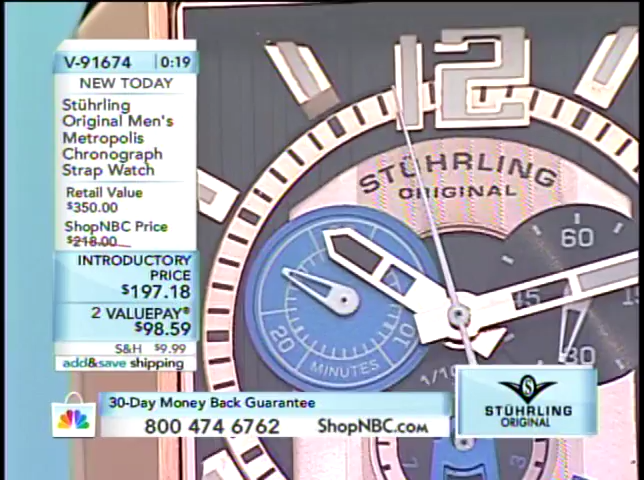 V-91674 0:19
NEW TODAY
Stührling
Original Men's
Metropolis
Chronograph
Strap Watch
Retail Value
$350.00
ShopNBC Price
$218.00
INTRODUCTORY
PRICE
$197.18
2 VALUEPAY®
$98.59
S&H $9.99
add&save shipping
12
STÜHRLING
ORIGINAL
60
45
30
20
10
MINUTES
1/10
STÜHRLING
ORIGINAL
30-Day Money Back Guarantee
800 474 6762 ShopNBC.com